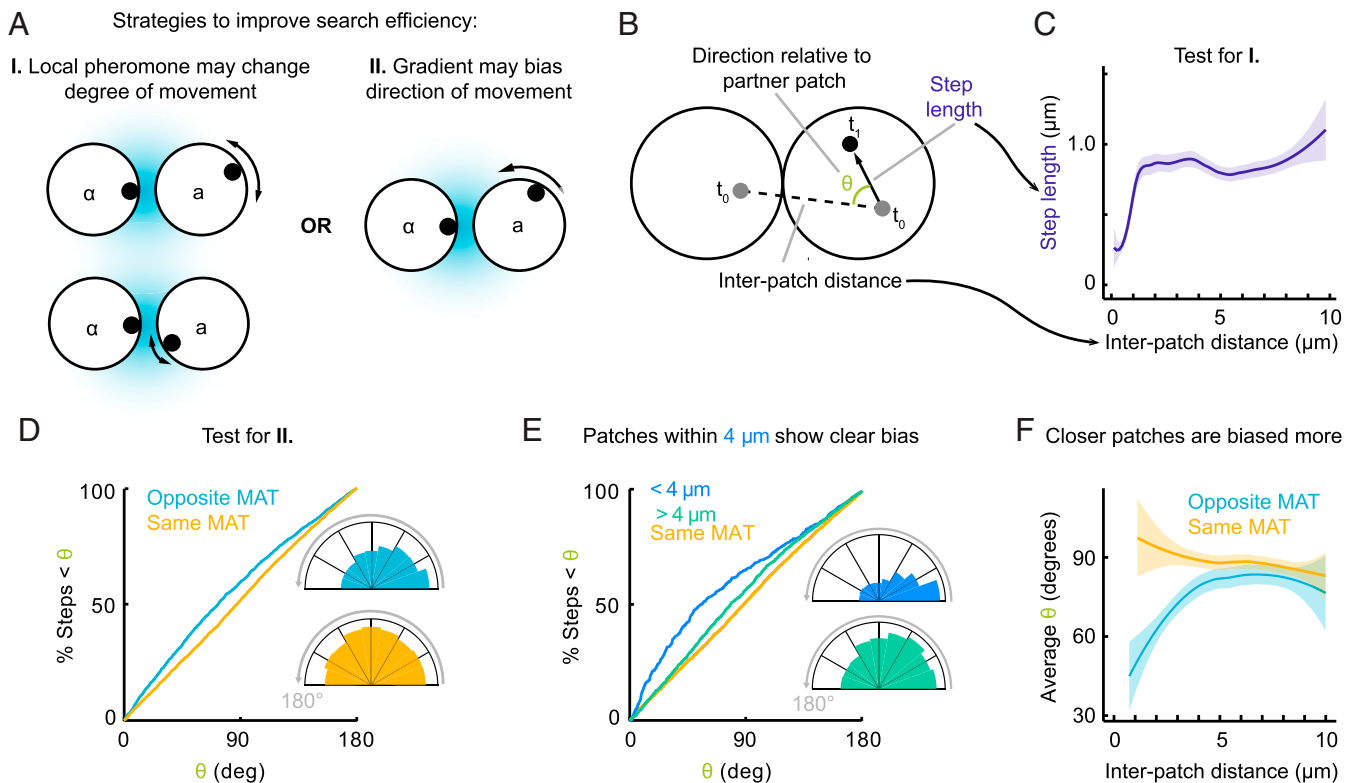 A
Strategies to improve search efficiency:
I. Local pheromone may change
degree of movement
α
a
α
a
OR
II. Gradient may bias
direction of movement
α
a
B
Direction relative to
partner patch
Step
length
t1
θ
t0
t0
Inter-patch distance
C
Test for I.
Step length (µm)
1.0
0
0
5
10
Inter-patch distance (µm)
D
Test for II.
% Steps < θ
100
50
0
Opposite MAT
Same MAT
180°
0
90
180
θ (deg)
E
Patches within 4 µm show clear bias
% Steps < θ
100
50
0
< 4 µm
> 4 µm
Same MAT
180°
0
90
180
θ (deg)
F
Closer patches are biased more
Average θ (degrees)
90
60
30
Opposite MAT
Same MAT
0
5
10
Inter-patch distance (µm)